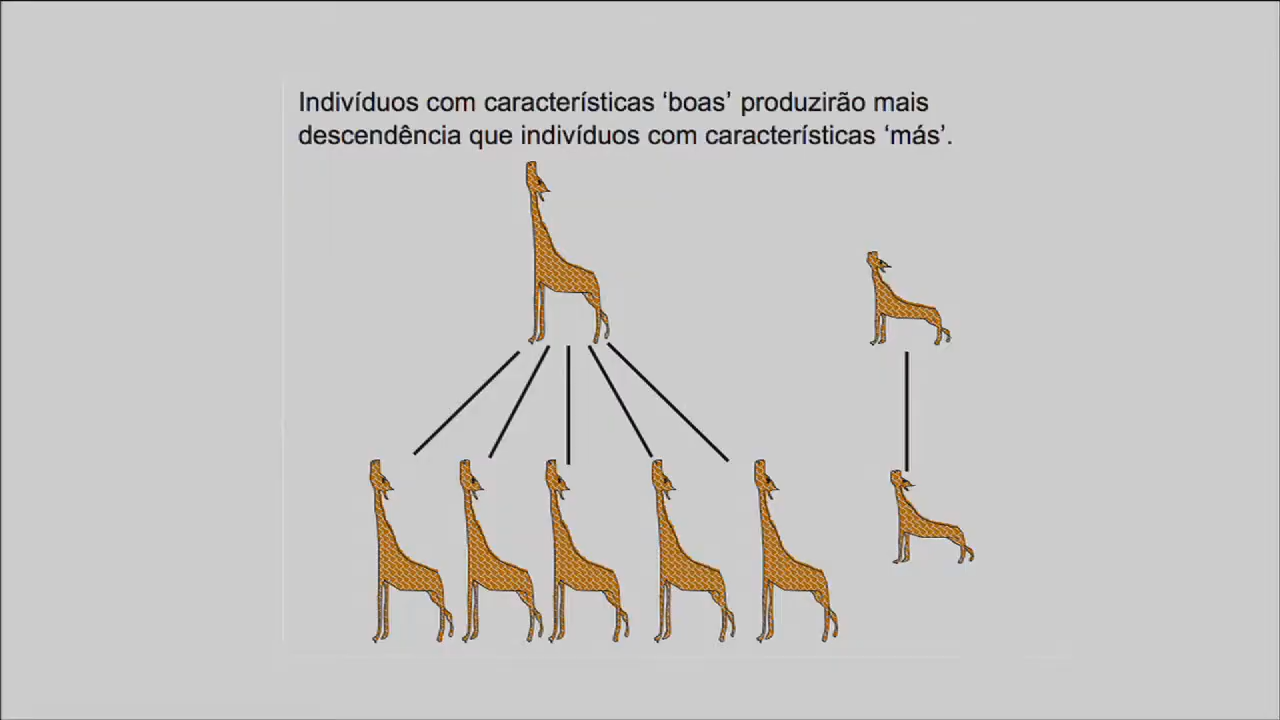 Indivíduos com características ‘boas’ produzirão mais
descendência que indivíduos com características ‘más’.